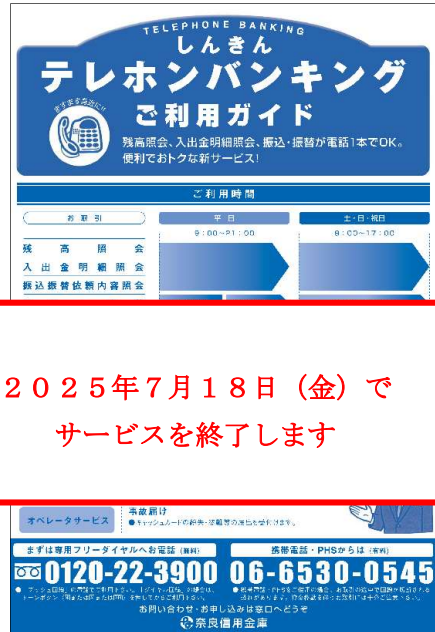 TELEPHONE BANKING
しんきん
テレホンバンキング
ますます身近に!!
ご利用ガイド
残高照会、入出金明細照会、振込・振替が電話1本でOK。
便利でおトクな新サービス!
ご利用時間
お取引 平日 土・日・祝日
9:00~21:00 9:00~17:00
残高照会
入出金明細照会
振込振替依頼内容照会
2025年7月18日(金)で
サービスを終了します
事故届け
オペレータサービス
●キャッシュカードの紛失・盗難等の届出を受付けます。
まずは専用フリーダイヤルへお電話(無料) 携帯電話・PHSからは(有料)
0120-22-3900 06-6530-0545
お問い合わせ・お申し込みは窓口へどうぞ
奈良信用金庫